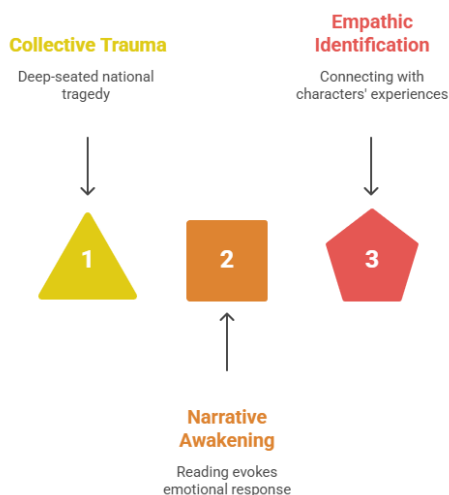 Collective Trauma
Deep-seated national
tragedy
Empathic
Identification
Connecting with
characters' experiences
1
2
3
Narrative
Awakening
Reading evokes
emotional response